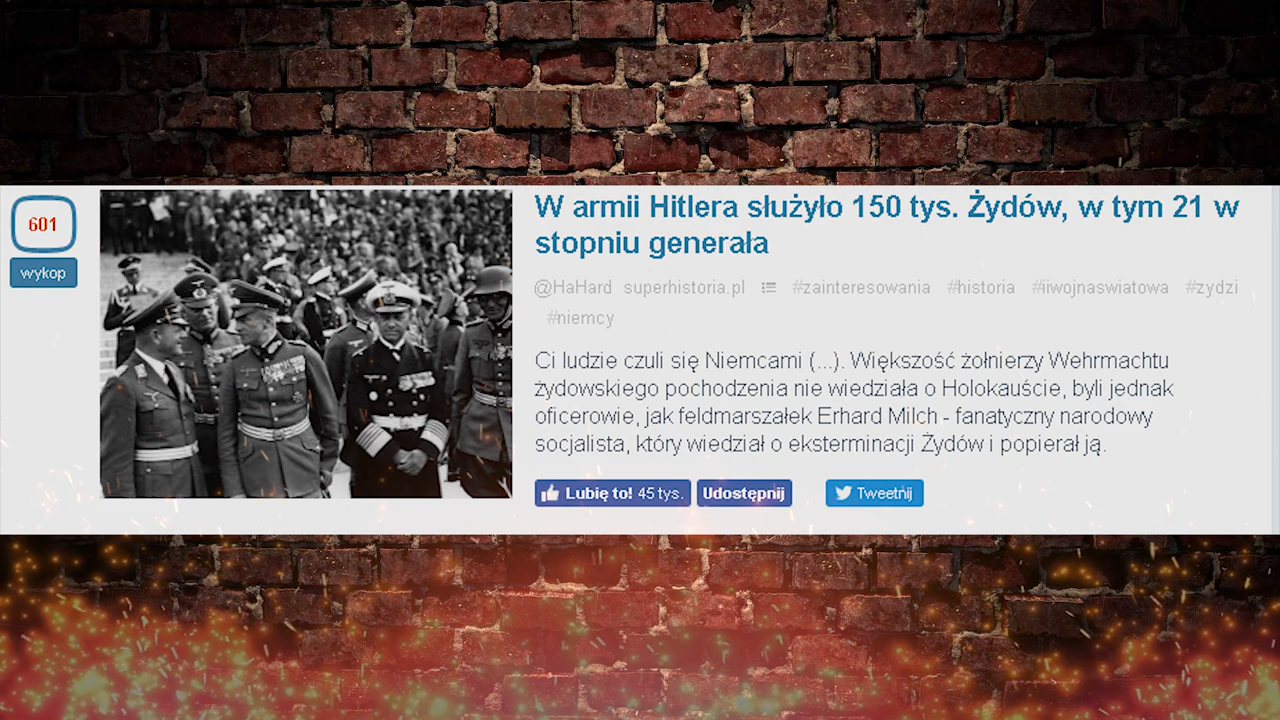 601
wykop
W armii Hitlera służyło 150 tys. Żydów, w tym 21 w
stopniu generała
@HaHard superhistoria.pl #zainteresowania #historia #iiwojnaswiatowa #zydzi
#niemcy
Ci ludzie czuli się Niemcami (...). Większość żołnierzy Wehrmachtu
żydowskiego pochodzenia nie wiedziała o Holokauście, byli jednak
oficerowie, jak feldmarszałek Erhard Milch - fanatyczny narodowy
socjalista, który wiedział o eksterminacji Żydów i popierał ją.
Lubię to! 45 tys. Udostępnij Tweetnij